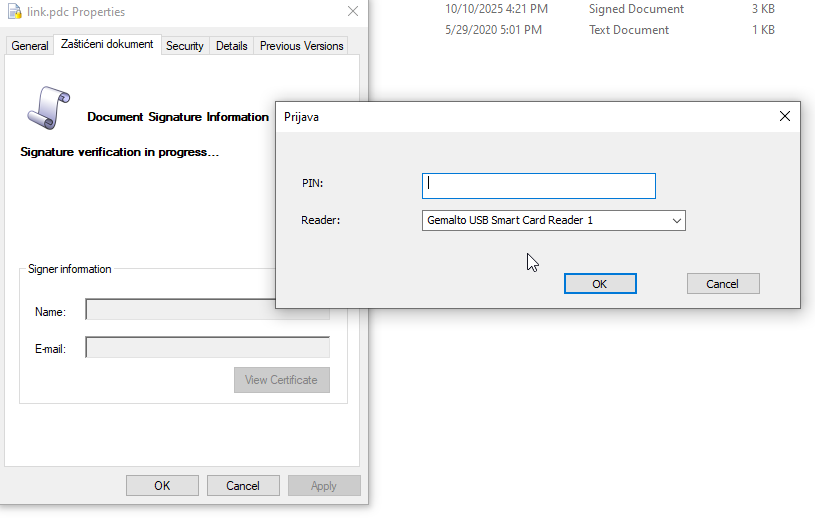 link.pdc Properties
General
Zaštićeni dokument
Security
Details
Previous Versions
Document Signature Information
Signature verification in progress...
Signer information
Name:
E-mail:
View Certificate
OK
Cancel
Apply
10/10/2025 4:21 PM Signed Document 3 KB
5/29/2020 5:01 PM Text Document 1 KB
Prijava
PIN:
Reader:
Gemalto USB Smart Card Reader 1
OK
Cancel